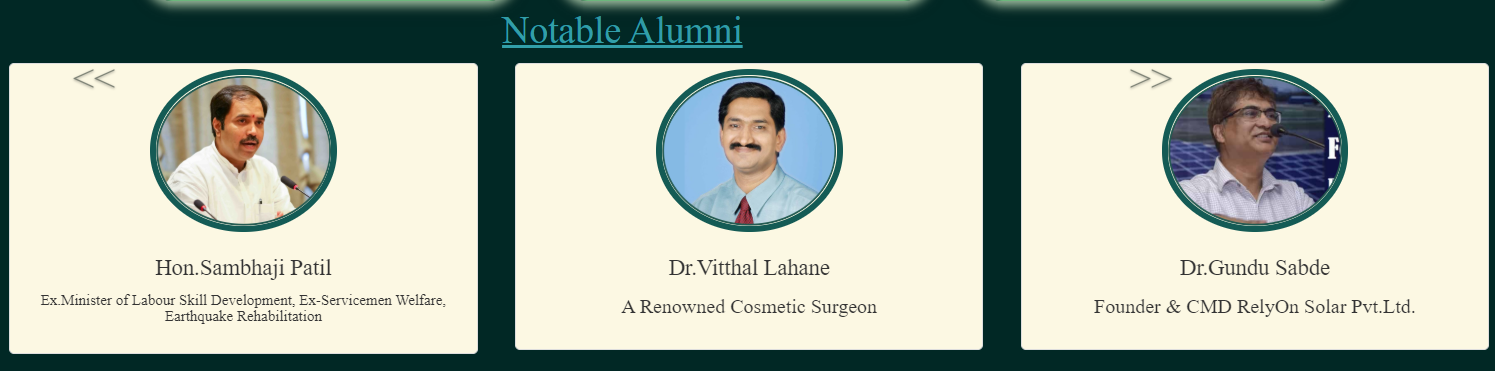 Notable Alumni
<<
>>
Hon.Sambhaji Patil
Ex.Minister of Labour Skill Development, Ex-Servicemen Welfare,
Earthquake Rehabilitation
Dr.Vitthal Lahane
A Renowned Cosmetic Surgeon
F
Dr.Gundu Sabde
Founder & CMD RelyOn Solar Pvt.Ltd.